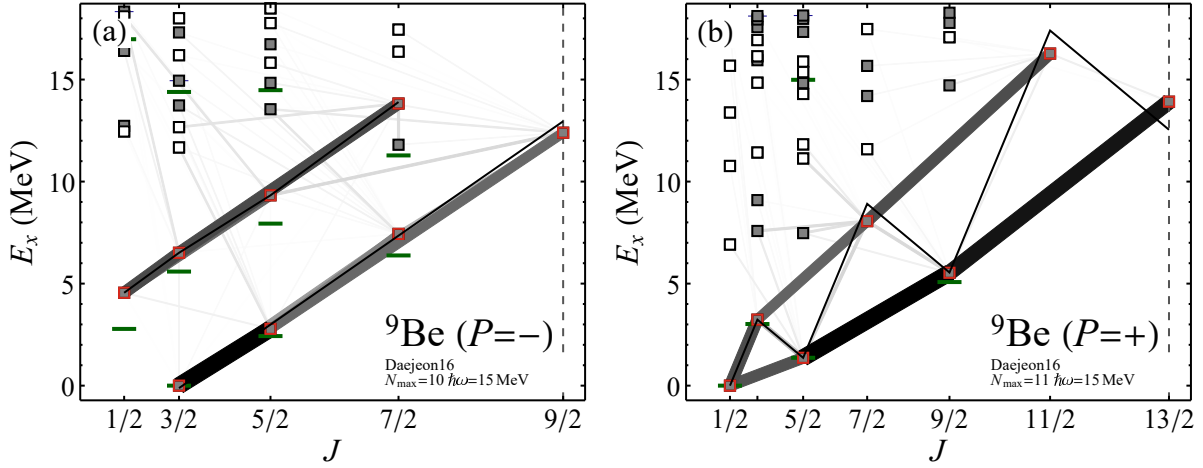 (a)
15
10
5
0
E_x (MeV)
⁹Be (P=−)
Daejeon16
N_max=10 ℏω=15 MeV
1/2 3/2 5/2 7/2 9/2
J
(b)
15
10
5
0
E_x (MeV)
⁹Be (P=+)
Daejeon16
N_max=11 ℏω=15 MeV
1/2 5/2 7/2 9/2 11/2 13/2
J